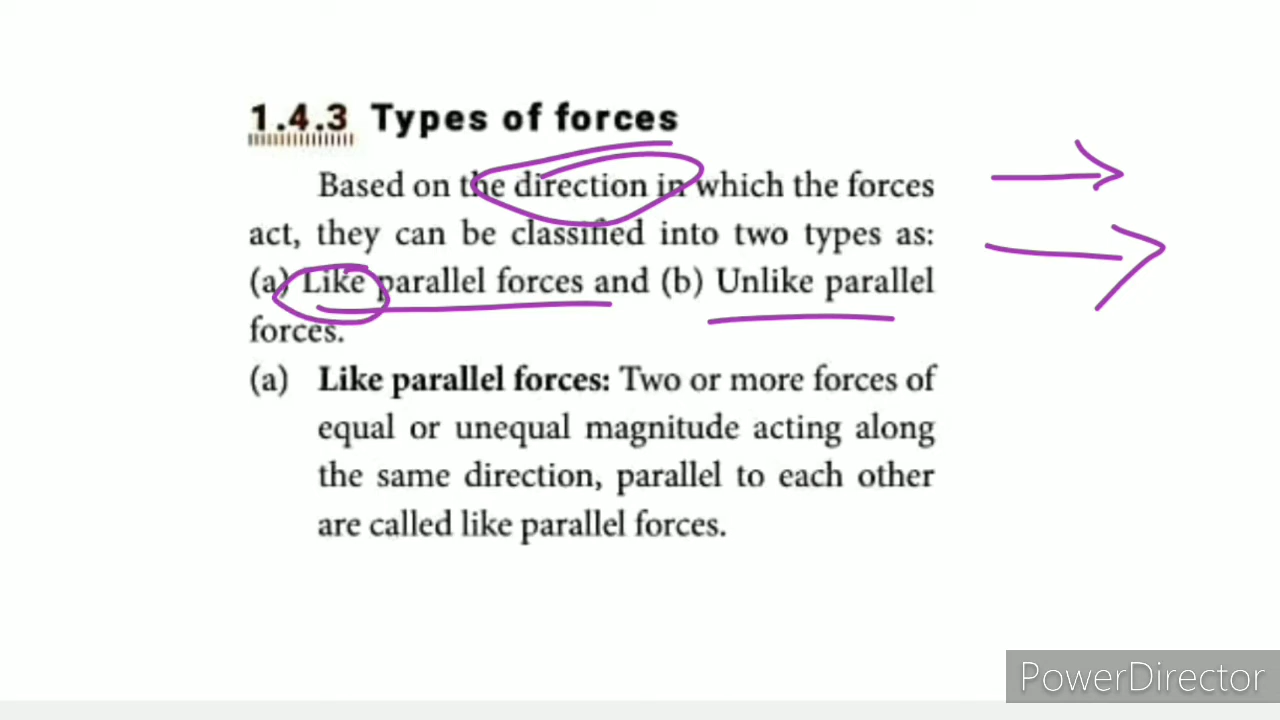 1.4.3 Types of forces
Based on the direction in which the forces
act, they can be classified into two types as:
(a) Like parallel forces and (b) Unlike parallel
forces.
(a) Like parallel forces: Two or more forces of
equal or unequal magnitude acting along
the same direction, parallel to each other
are called like parallel forces.
PowerDirector